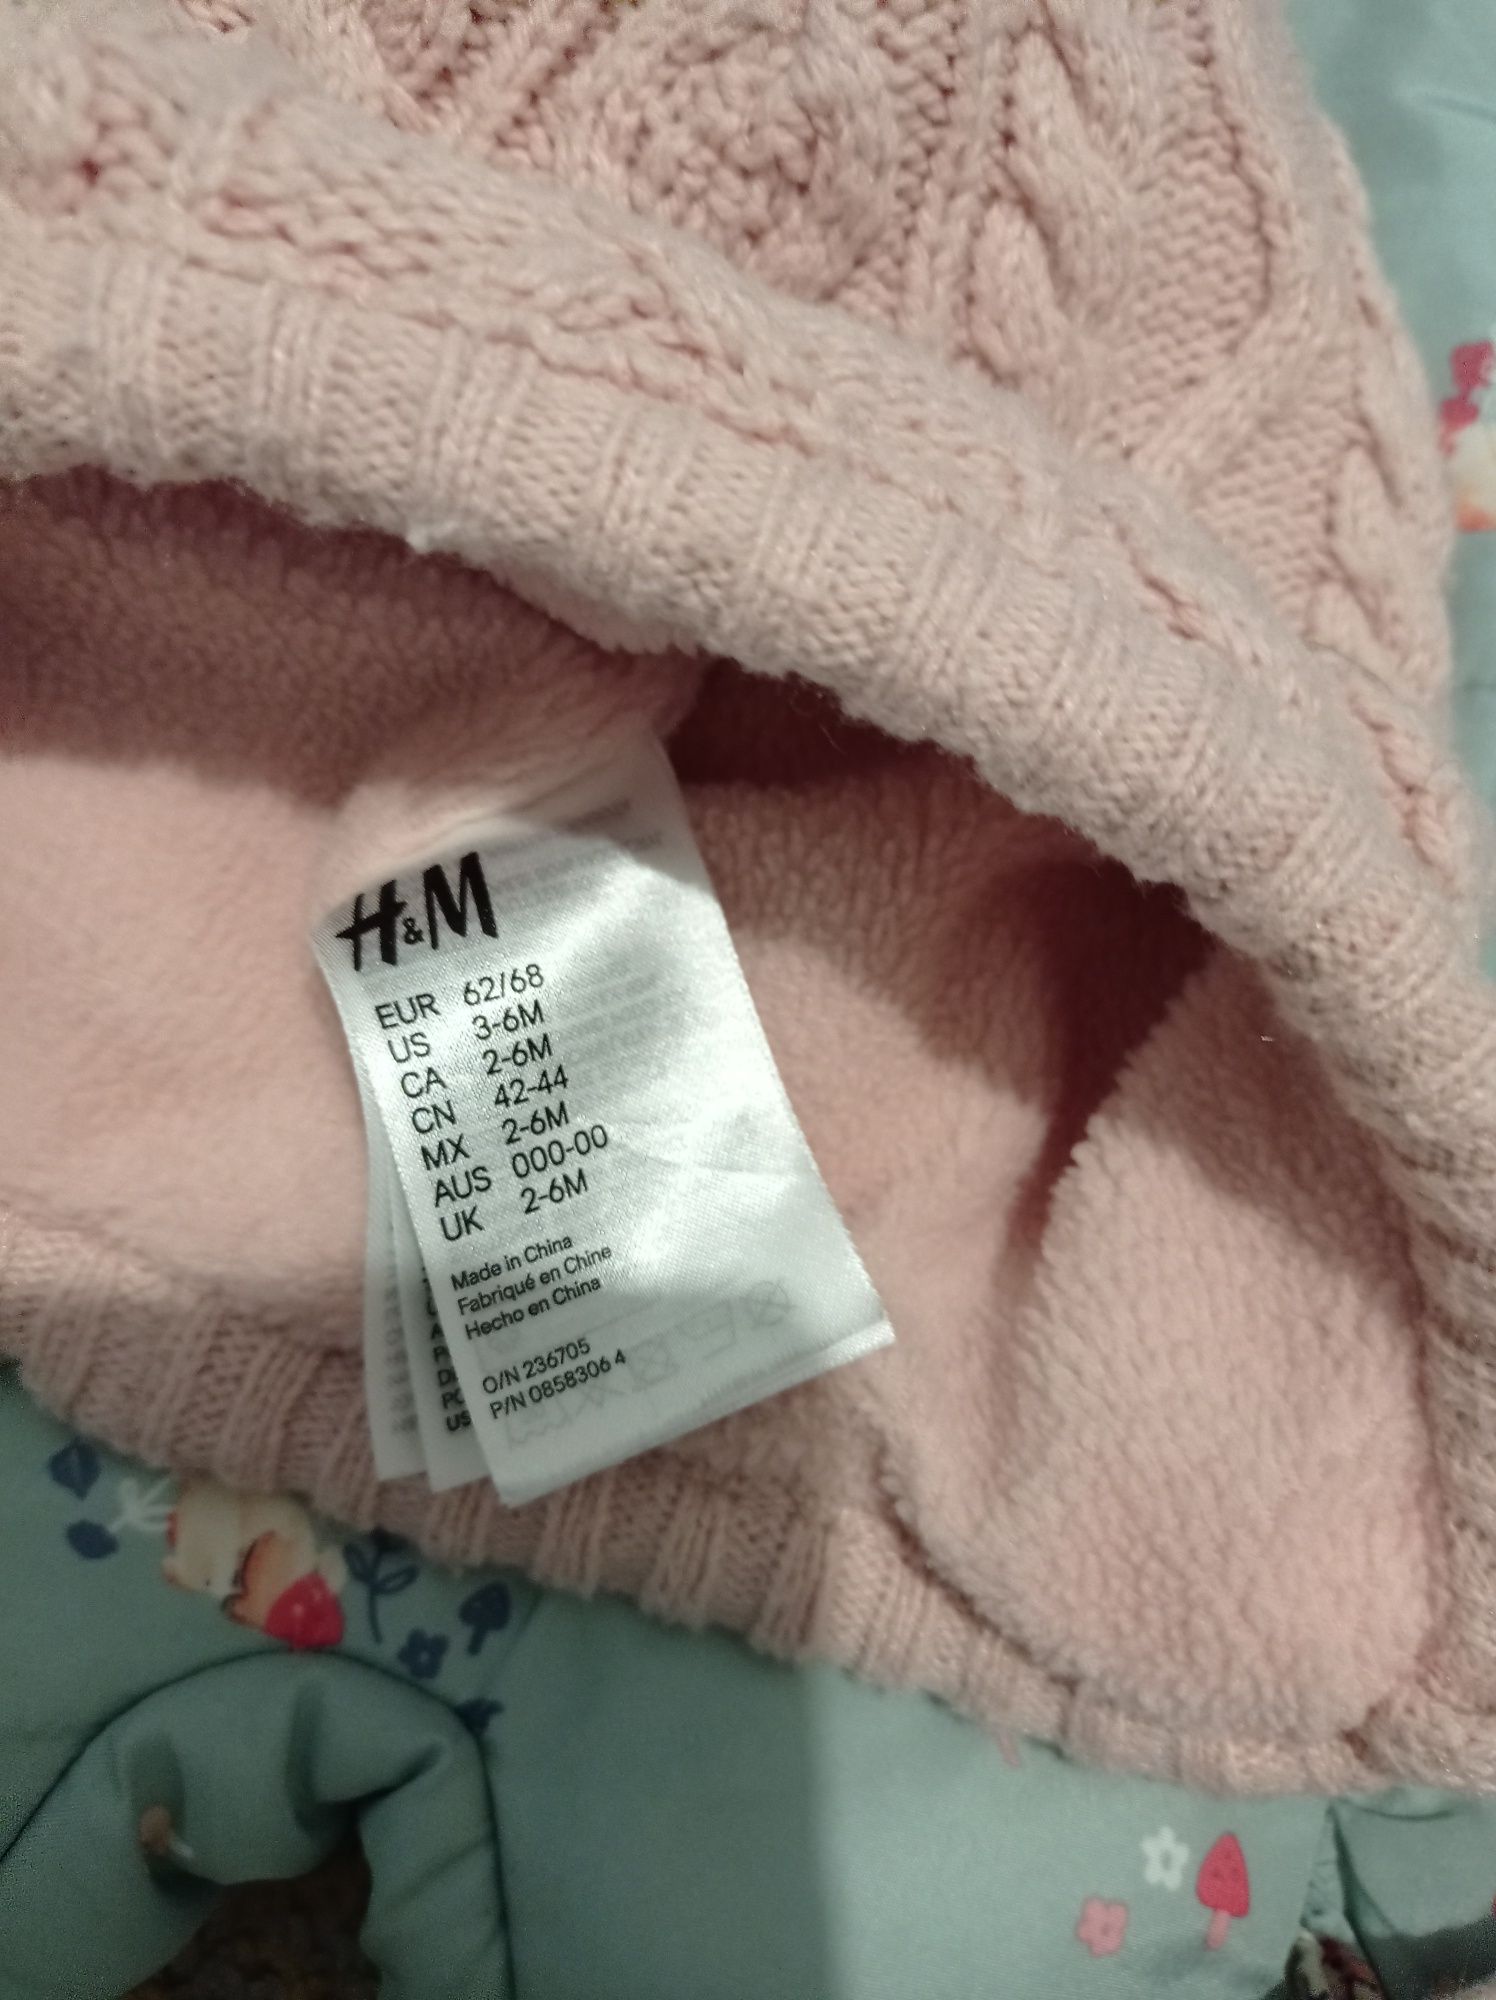 H&M
EUR 62/68
US 3-6M
CA 2-6M
CN 42-44
MX 2-6M
AUS 000-00
UK 2-6M
Made in China
Fabriqué en Chine
Hecho en China
O/N 236705
P/N 0858306 4
US